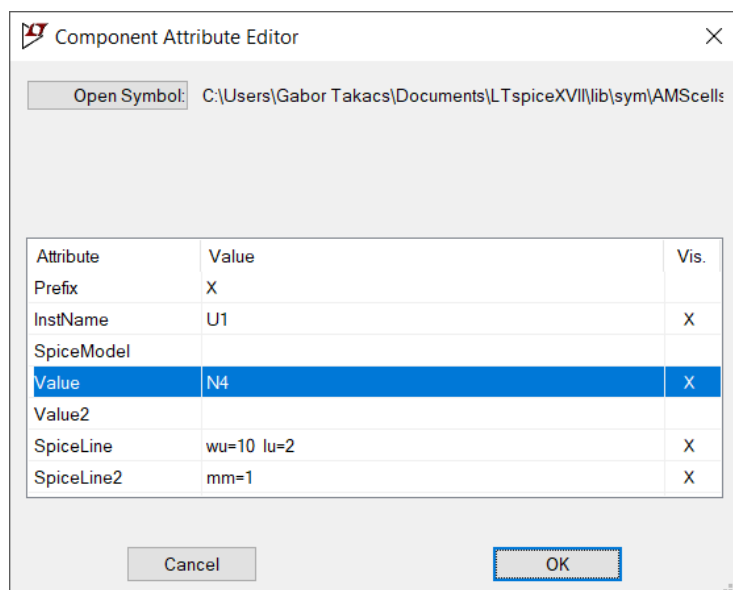 Component Attribute Editor
Open Symbol: C:\Users\Gabor Takacs\Documents\LTspiceXVII\lib\sym\AMScells
Attribute Value Vis.
Prefix X
InstName U1 X
SpiceModel
Value N4 X
Value2
SpiceLine wu=10 lu=2 X
SpiceLine2 mm=1 X
Cancel OK